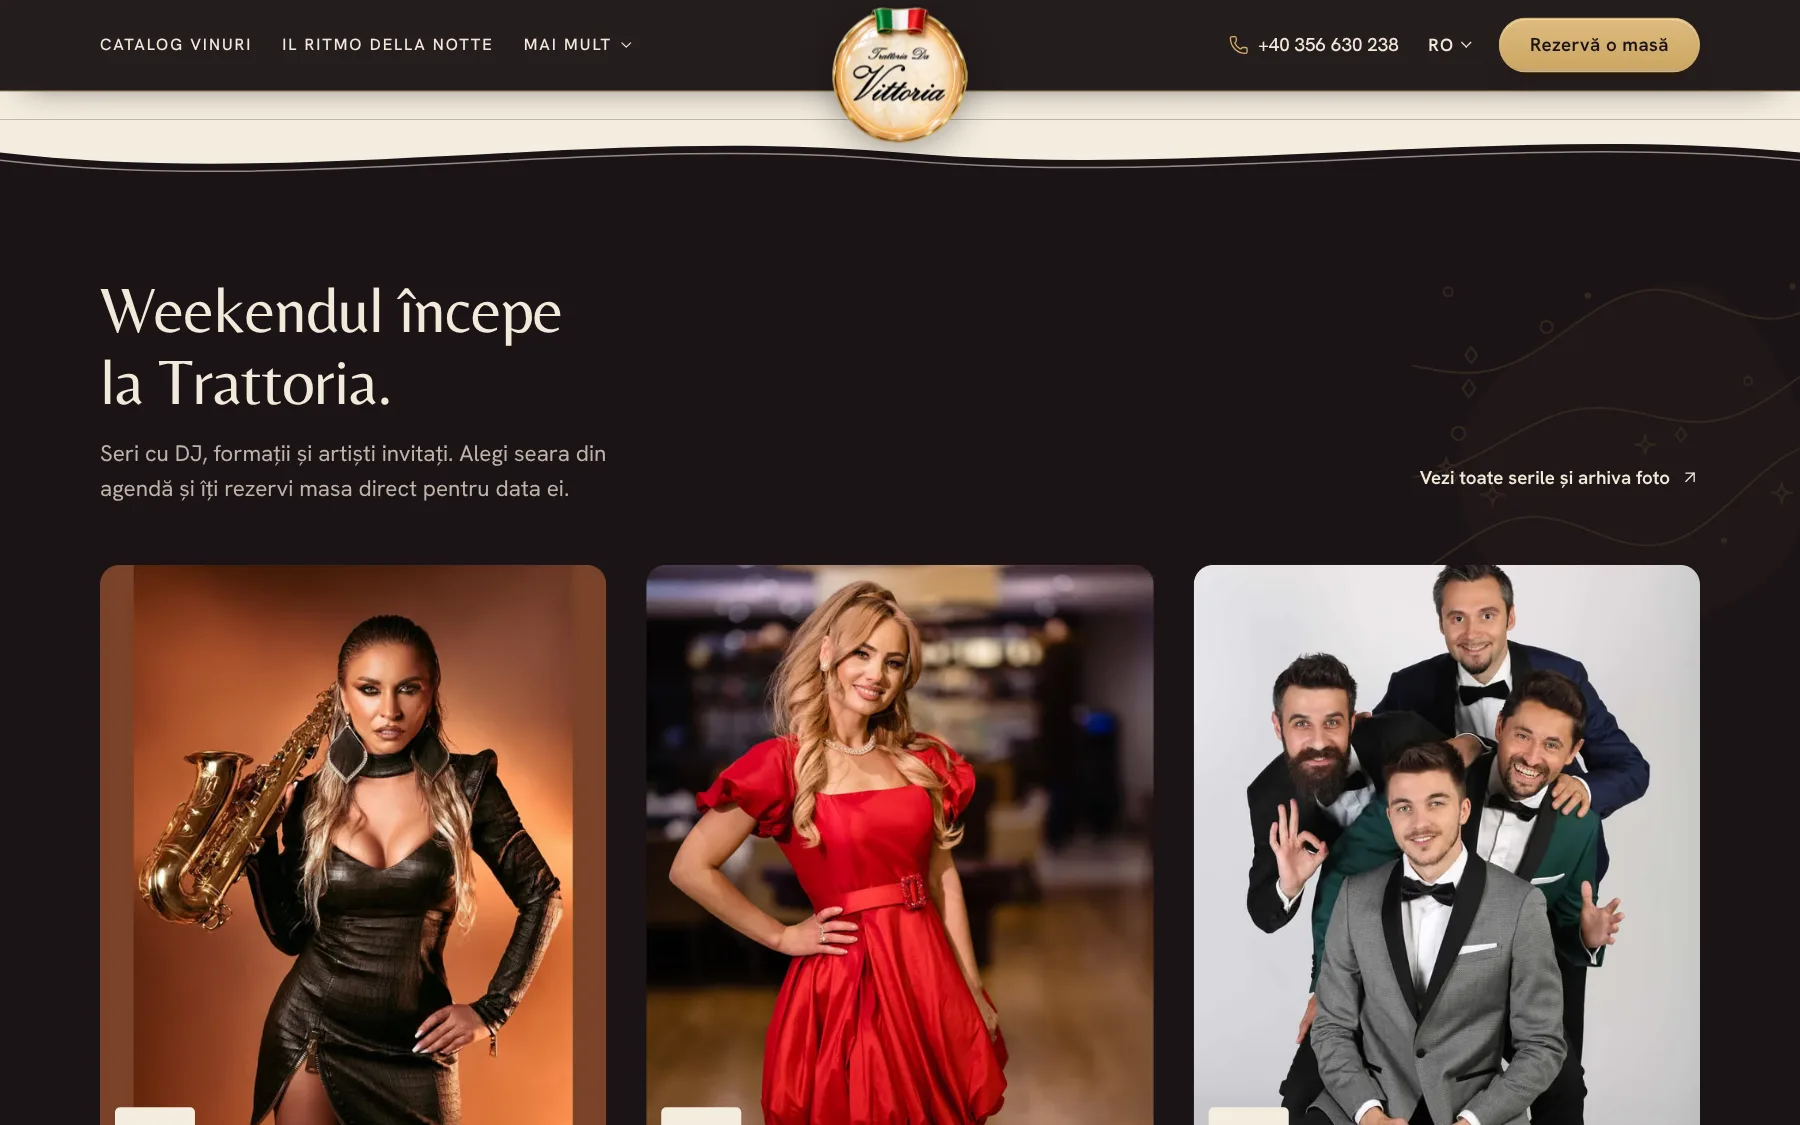 CATALOG VINURI
IL RITMO DELLA NOTTE
MAI MULT
Trattoria Da
Vittoria
+40 356 630 238
RO
Rezervă o masă
Weekendul începe
la Trattoria.
Seri cu DJ, formații și artiști invitați. Alegi seara din
agendă și îți rezervi masa direct pentru data ei.
Vezi toate serile și arhiva foto